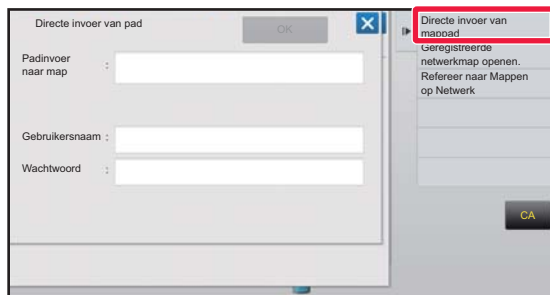 Directe invoer van pad
OK
Padinvoer
naar map :
Gebruikersnaam :
Wachtwoord :
Directe invoer van
mappad
Geregistreerde
netwerkmap openen.
Refereer naar Mappen
op Netwerk
CA